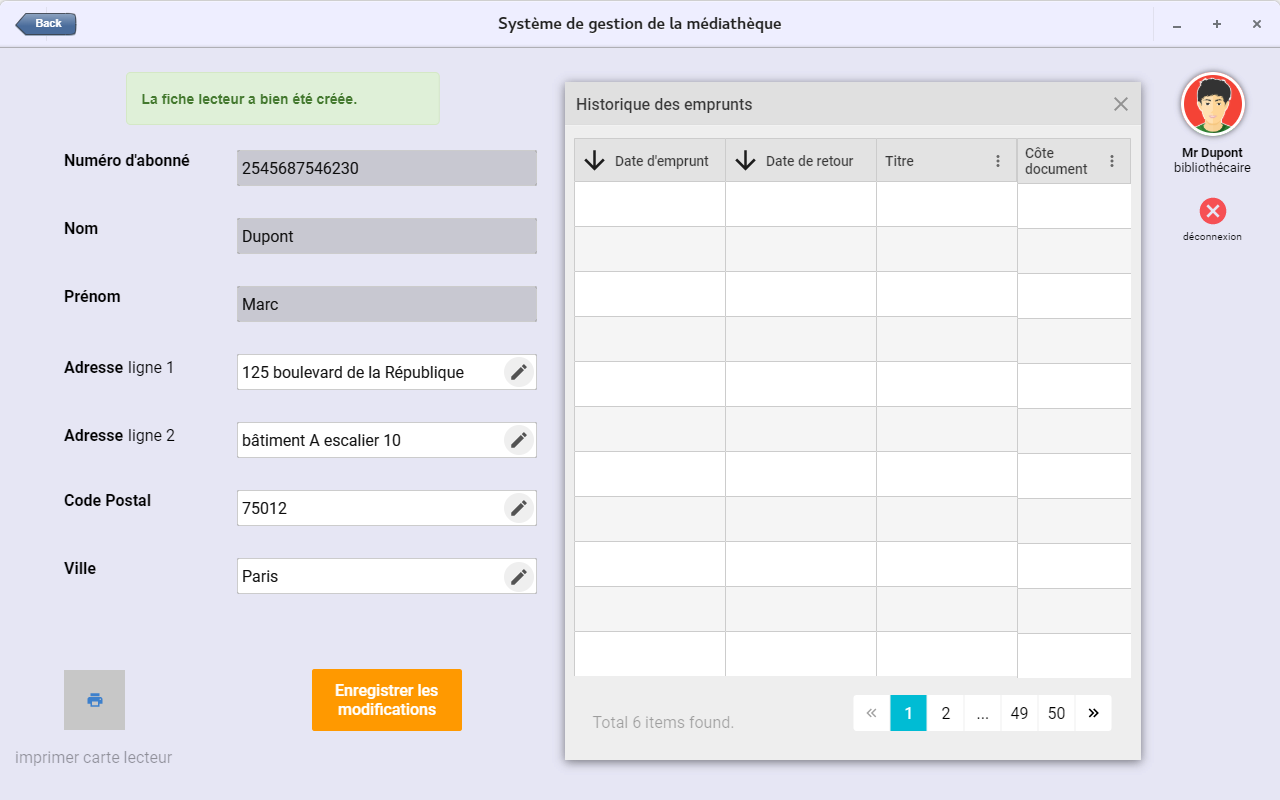 Back
Système de gestion de la médiathèque
La fiche lecteur a bien été créée.
Numéro d'abonné
2545687546230
Nom
Dupont
Prénom
Marc
Adresse ligne 1
125 boulevard de la République
Adresse ligne 2
bâtiment A escalier 10
Code Postal
75012
Ville
Paris
Enregistrer les
modifications
imprimer carte lecteur
Historique des emprunts
Date d'emprunt
Date de retour
Titre
Côte
document
Total 6 items found.
« 1 2 ... 49 50 »
Mr Dupont
bibliothécaire
déconnexion